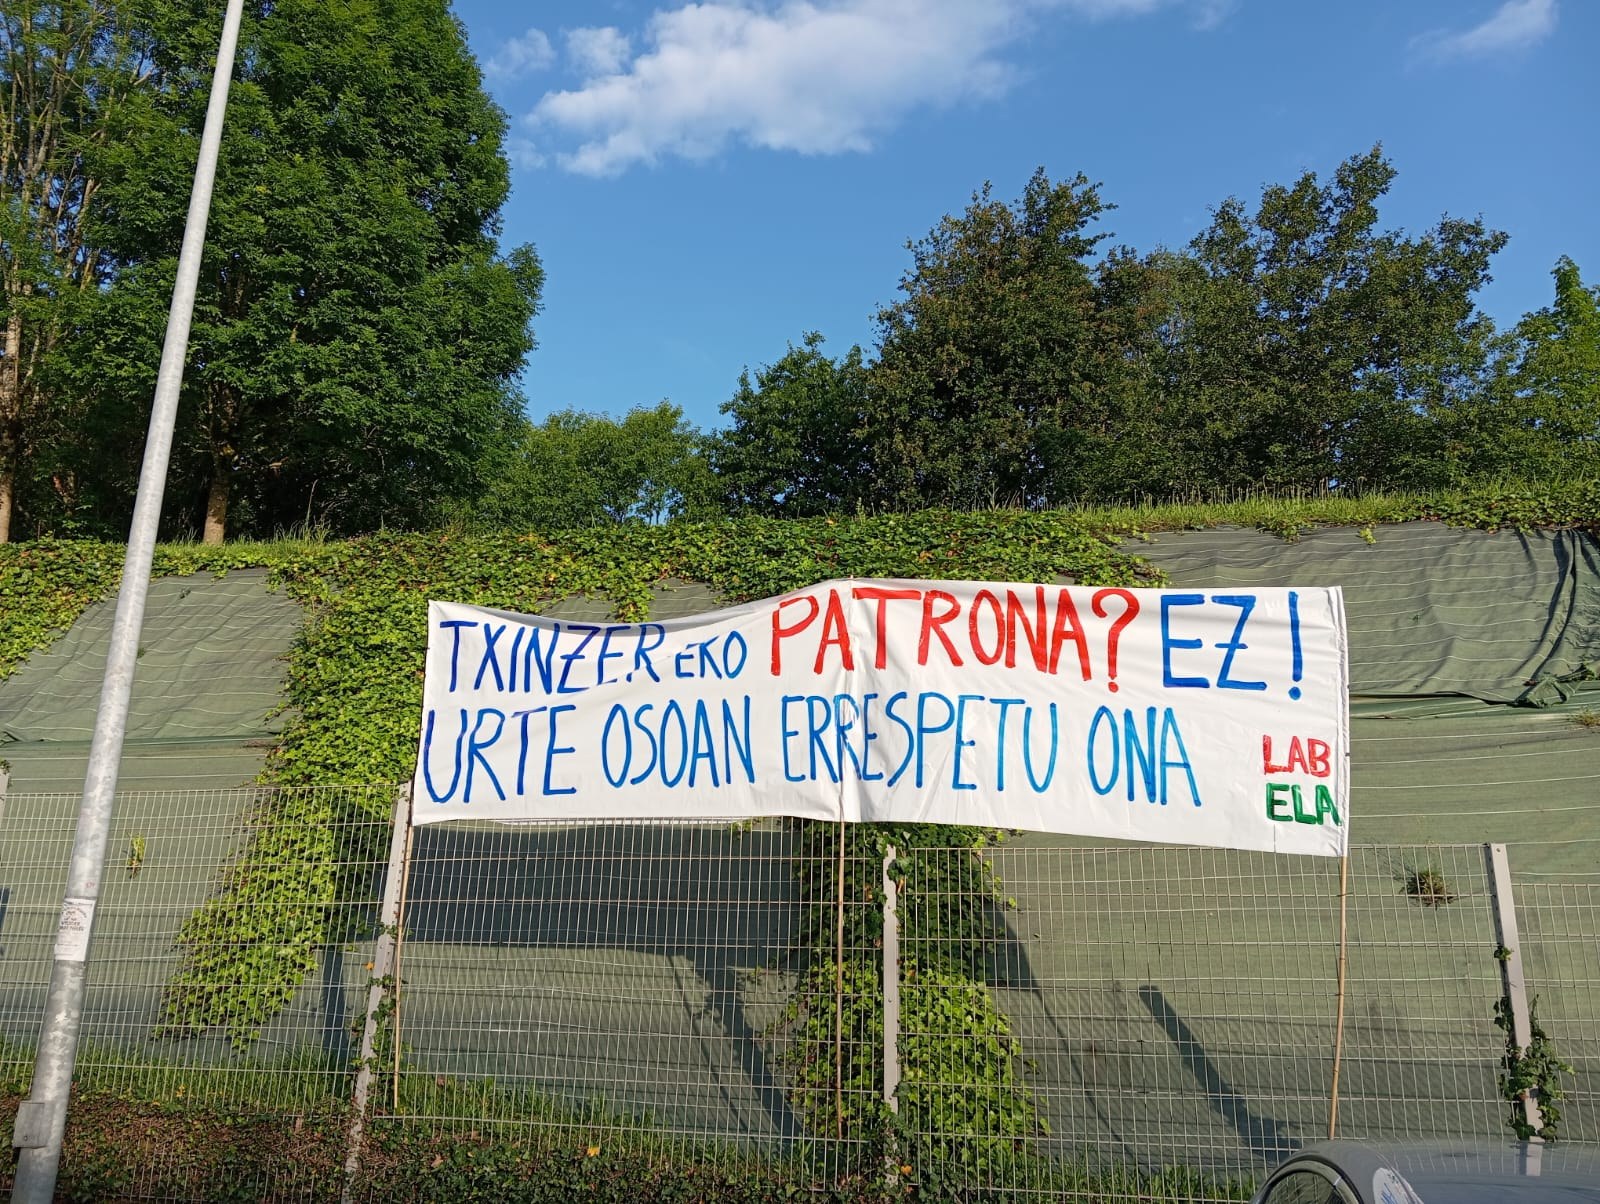 TXINZER EKO PATRONA? EZ!
URTE OSOAN ERRESPETU ONA
LAB
ELA